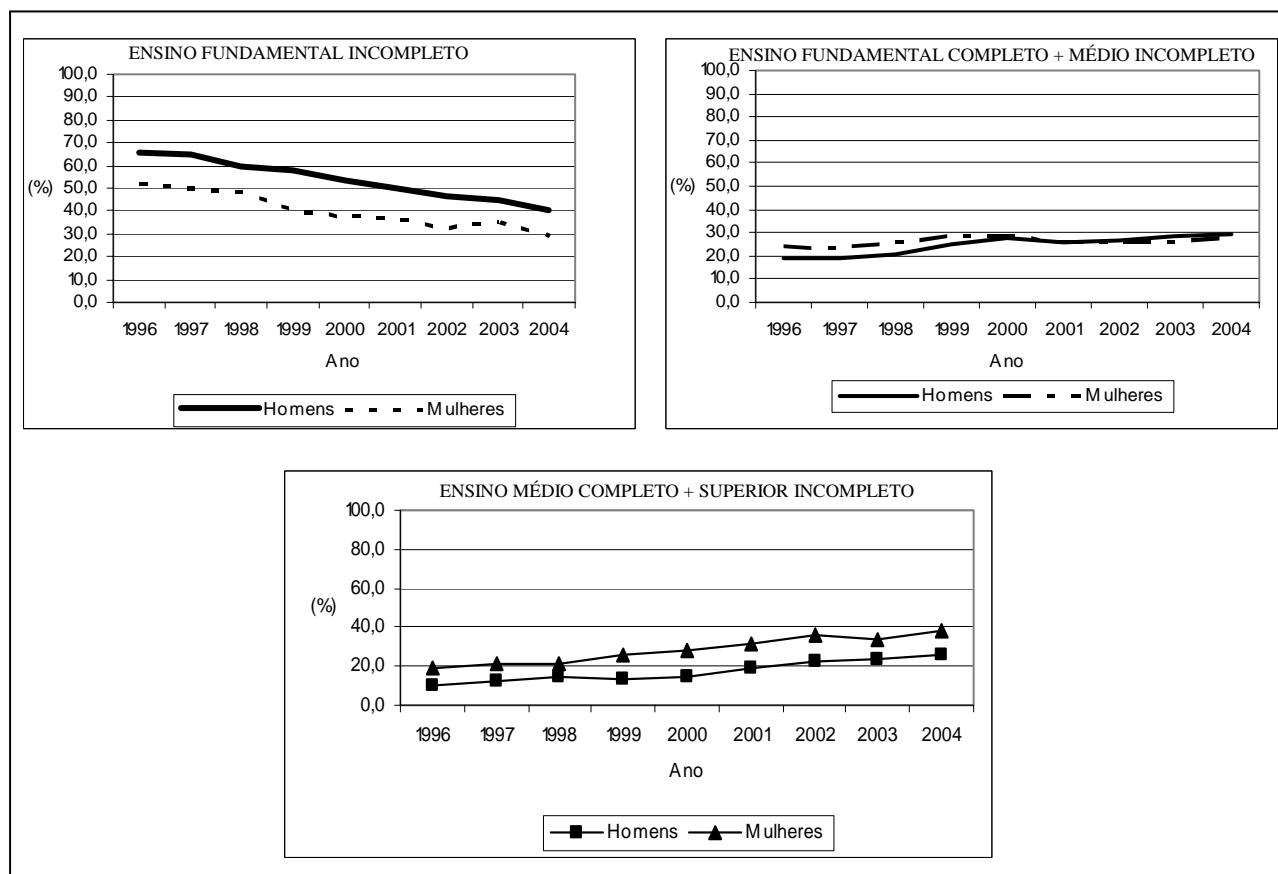 ENSINO FUNDAMENTAL INCOMPLETO
100,0
90,0
80,0
70,0
60,0
50,0
40,0
30,0
20,0
10,0
0,0
(%)
1996 1997 1998 1999 2000 2001 2002 2003 2004
Ano
Homens Mulheres
ENSINO FUNDAMENTAL COMPLETO + MÉDIO INCOMPLETO
100,0
90,0
80,0
70,0
60,0
50,0
40,0
30,0
20,0
10,0
0,0
(%)
1996 1997 1998 1999 2000 2001 2002 2003 2004
Ano
Homens Mulheres
ENSINO MÉDIO COMPLETO + SUPERIOR INCOMPLETO
100,0
80,0
60,0
40,0
20,0
0,0
(%)
1996 1997 1998 1999 2000 2001 2002 2003 2004
Ano
Homens Mulheres